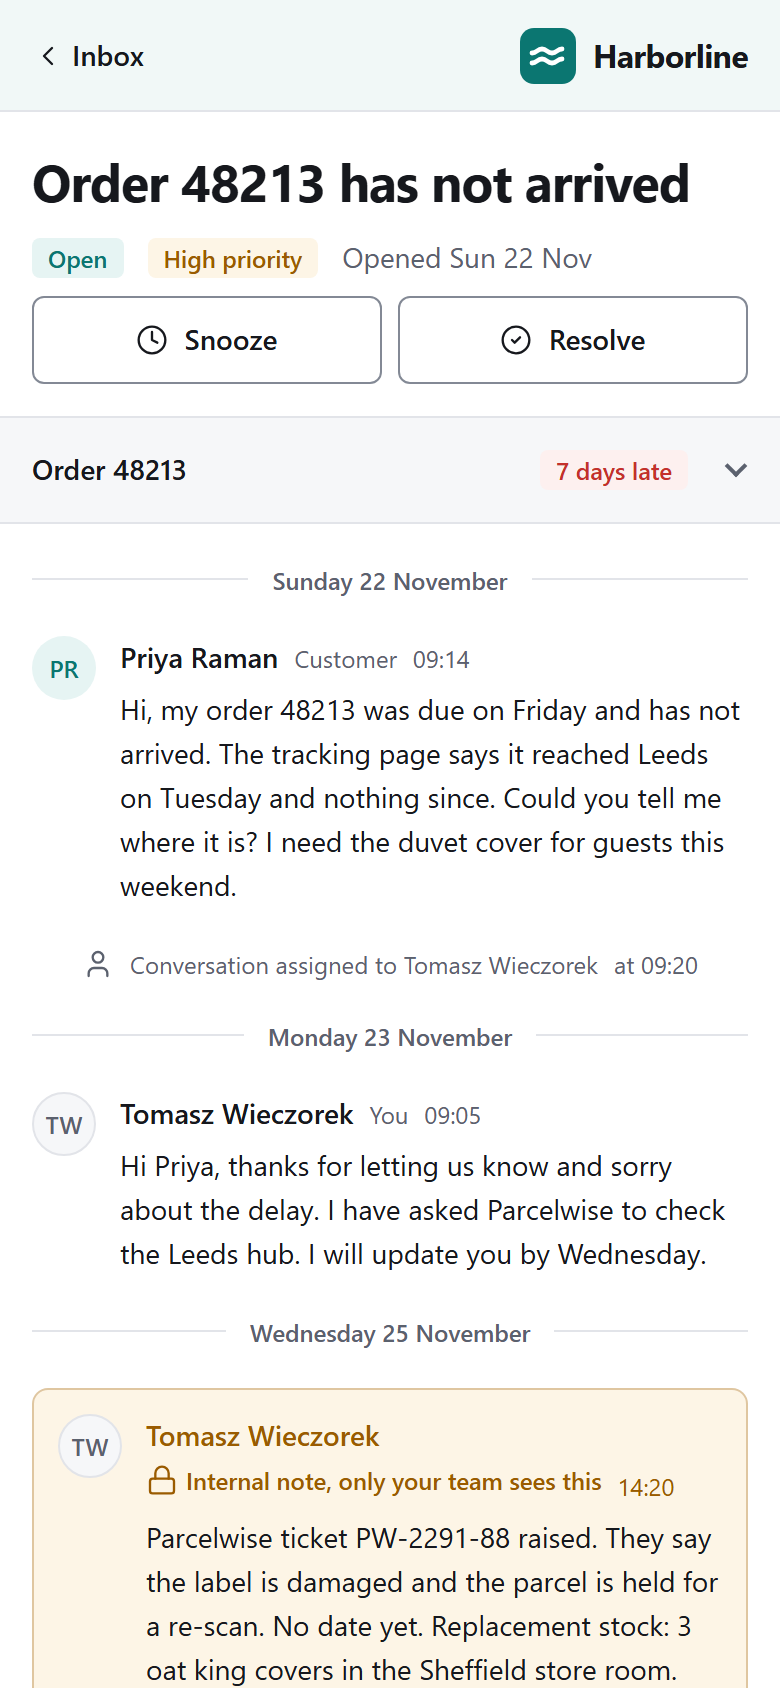 Inbox
Harborline
Order 48213 has not arrived
Open
High priority
Opened Sun 22 Nov
Snooze
Resolve
Order 48213
7 days late
Sunday 22 November
PR
Priya Raman Customer 09:14
Hi, my order 48213 was due on Friday and has not
arrived. The tracking page says it reached Leeds
on Tuesday and nothing since. Could you tell me
where it is? I need the duvet cover for guests this
weekend.
Conversation assigned to Tomasz Wieczorek at 09:20
Monday 23 November
TW
Tomasz Wieczorek You 09:05
Hi Priya, thanks for letting us know and sorry
about the delay. I have asked Parcelwise to check
the Leeds hub. I will update you by Wednesday.
Wednesday 25 November
TW
Tomasz Wieczorek
Internal note, only your team sees this 14:20
Parcelwise ticket PW-2291-88 raised. They say
the label is damaged and the parcel is held for
a re-scan. No date yet. Replacement stock: 3
oat king covers in the Sheffield store room.